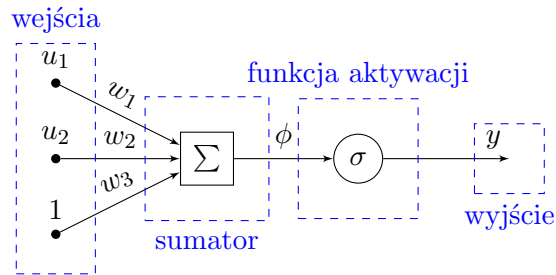 wejścia
u₁
w₁
funkcja aktywacji
u₂
w₂
∑
ϕ
σ
y
w₃
1
sumator
wyjście